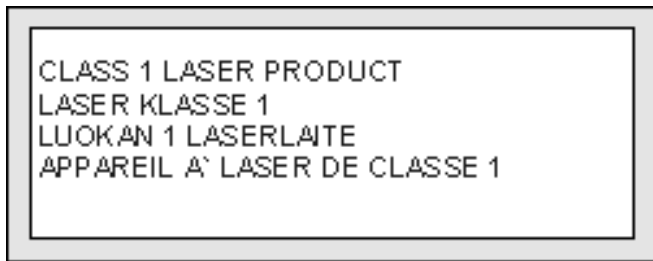 CLASS 1 LASER PRODUCT
LASER KLASSE 1
LUOKAN 1 LASERLAITE
APPAREIL A` LASER DE CLASSE 1